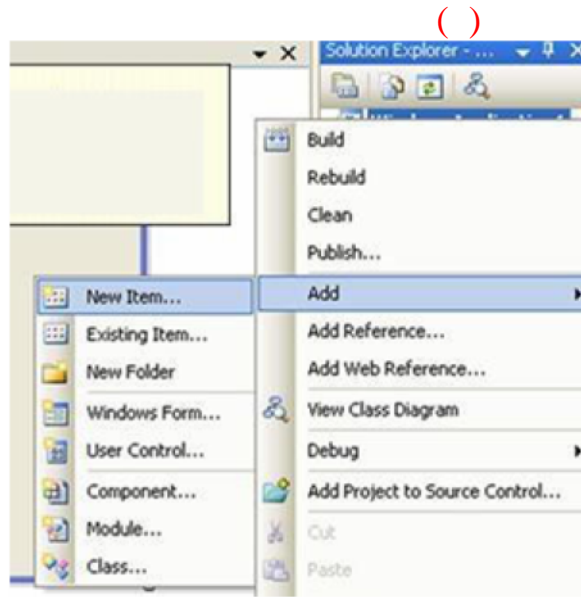 ( )
Solution Explorer - ...
Build
Rebuild
Clean
Publish...
Add
Add Reference...
Add Web Reference...
View Class Diagram
Debug
Add Project to Source Control...
Cut
Paste
New Item...
Existing Item...
New Folder
Windows Form...
User Control...
Component...
Module...
Class...